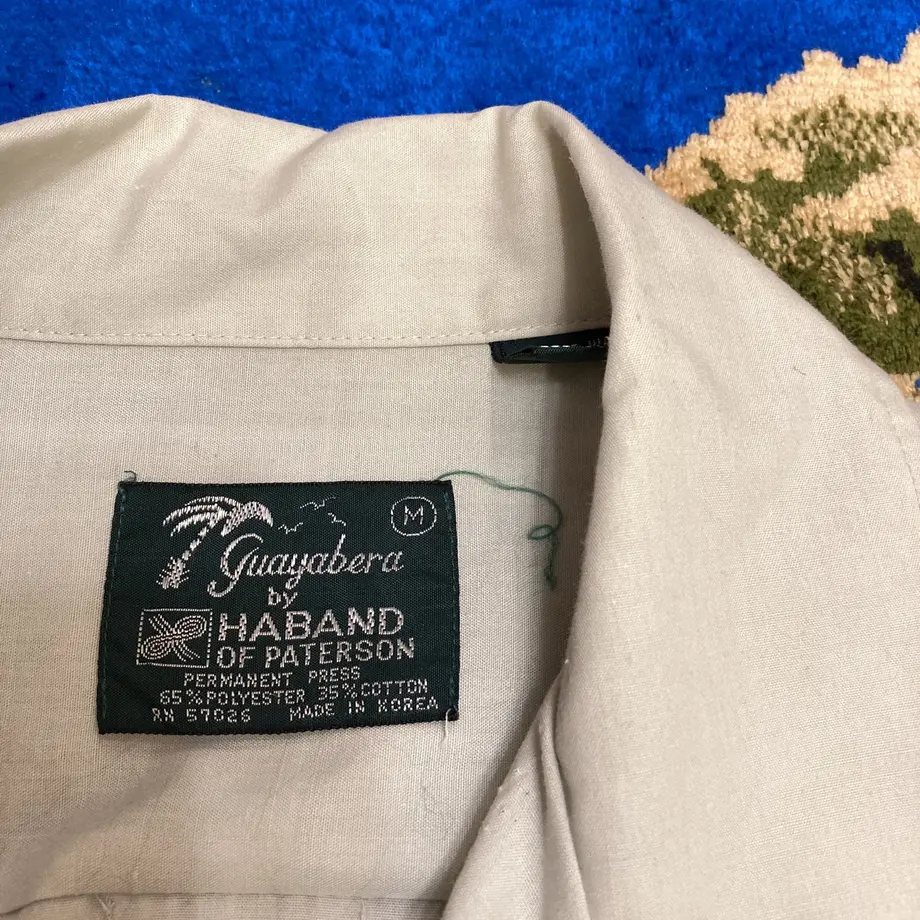 M
Guayabera
by
HABAND
OF PATERSON
PERMANENT PRESS
65% POLYESTER 35% COTTON
RN 57026 MADE IN KOREA